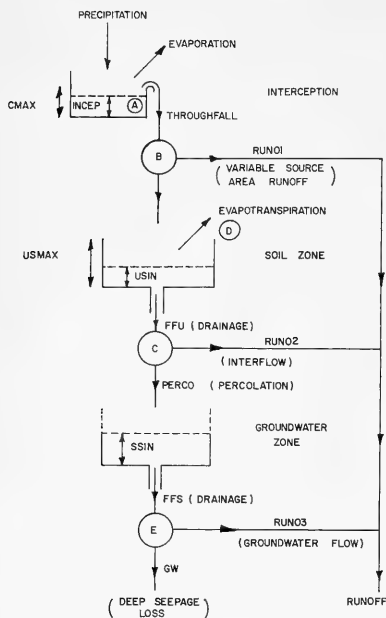 PRECIPITATION
EVAPORATION
CMAX
INCEP
A
INTERCEPTION
THROUGHFALL
B
RUNO1
(VARIABLE SOURCE
AREA RUNOFF)
EVAPOTRANSPIRATION
D
USMAX
SOIL ZONE
USIN
FFU (DRAINAGE)
C
RUNO2
(INTERFLOW)
PERCO (PERCOLATION)
GROUNDWATER
ZONE
SSIN
FFS (DRAINAGE)
E
RUNO3
(GROUNDWATER FLOW)
GW
(DEEP SEEPAGE
LOSS)
RUNOFF